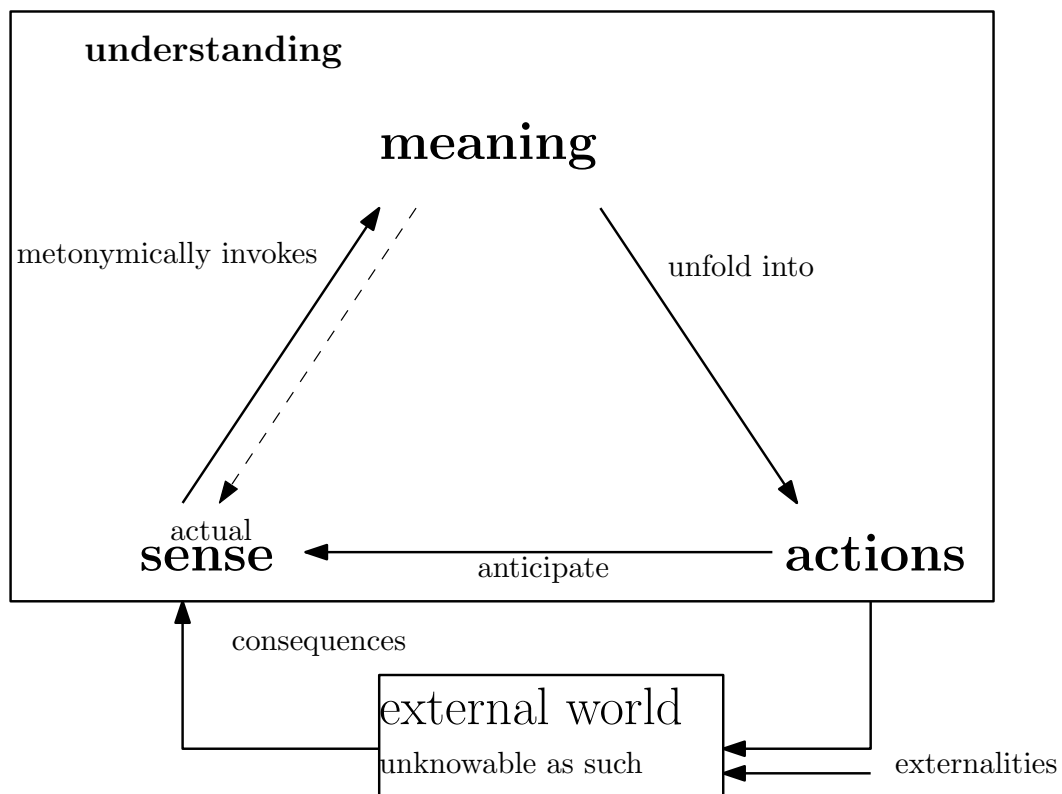 understanding
meaning
metonymically invokes
unfold into
actual
sense
actions
anticipate
consequences
external world
unknowable as such
externalities